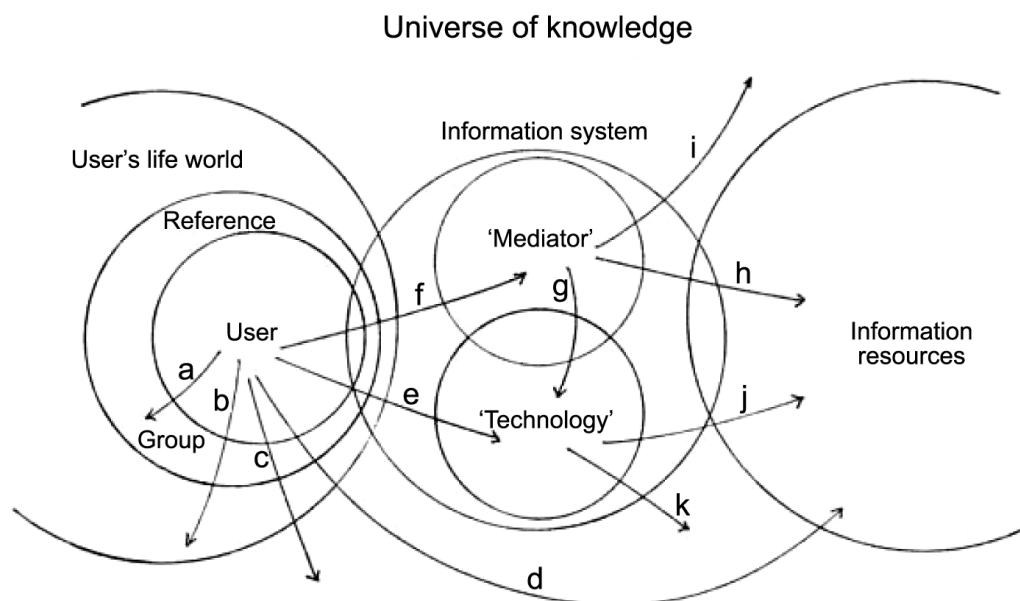 Universe of knowledge
Information system
i
User's life world
Reference
'Mediator'
h
f
g
User
Information
resources
a
b
e
j
'Technology'
Group
c
k
d